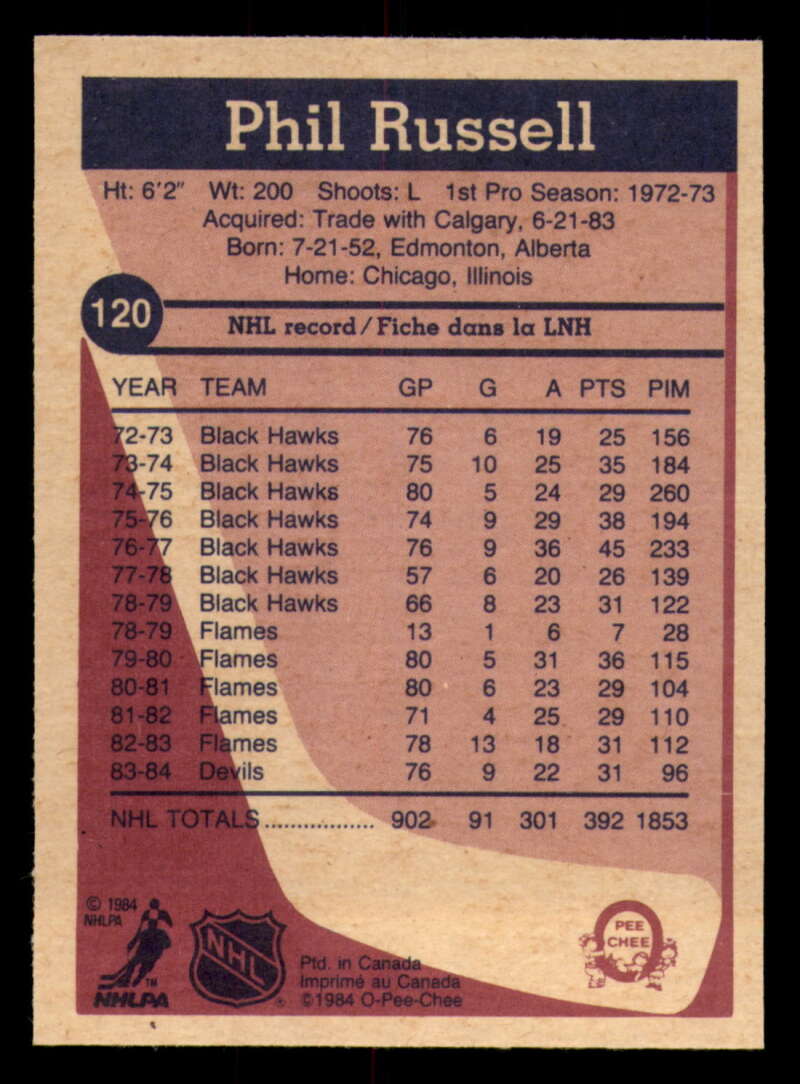 Phil Russell
Ht: 6'2" Wt: 200 Shoots: L 1st Pro Season: 1972-73
Acquired: Trade with Calgary, 6-21-83
Born: 7-21-52, Edmonton, Alberta
Home: Chicago, Illinois
120
NHL record/Fiche dans la LNH
YEAR TEAM GP G A PTS PIM
72-73 Black Hawks 76 6 19 25 156
73-74 Black Hawks 75 10 25 35 184
74-75 Black Hawks 80 5 24 29 260
75-76 Black Hawks 74 9 29 38 194
76-77 Black Hawks 76 9 36 45 233
77-78 Black Hawks 57 6 20 26 139
78-79 Black Hawks 66 8 23 31 122
78-79 Flames 13 1 6 7 28
79-80 Flames 80 5 31 36 115
80-81 Flames 80 6 23 29 104
81-82 Flames 71 4 25 29 110
82-83 Flames 78 13 18 31 112
83-84 Devils 76 9 22 31 96
NHL TOTALS................. 902 91 301 392 1853
© 1984
NHLPA
TM
NHLPA
NHL
®
Ptd. in Canada
Imprimé au Canada
©1984 O-Pee-Chee
PEE
CHEE